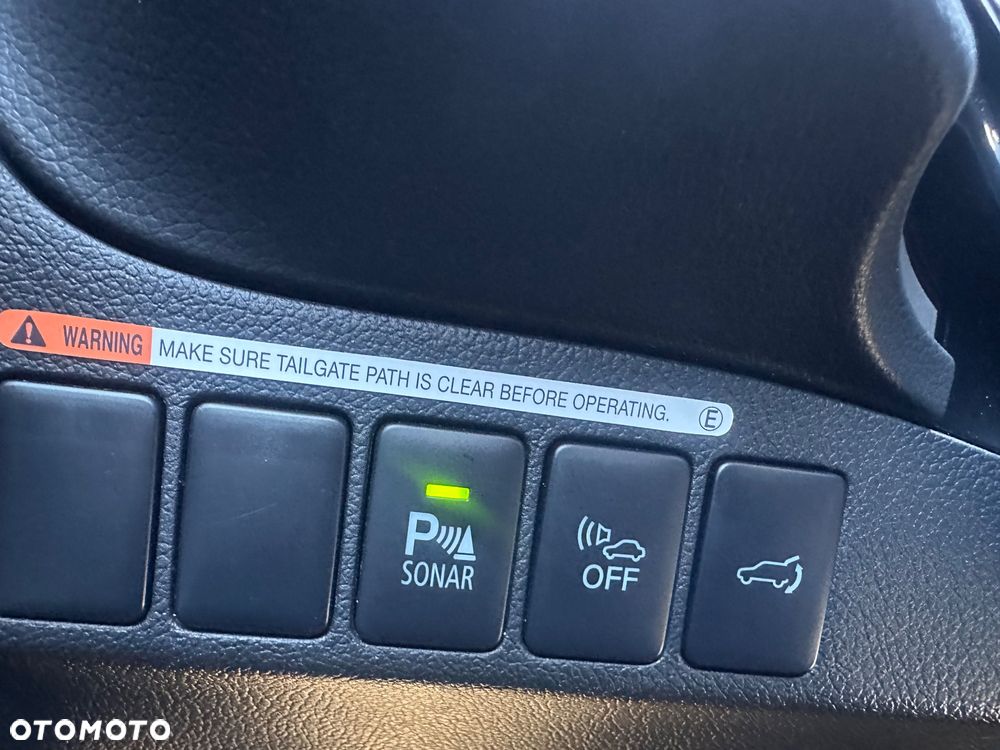 WARNING MAKE SURE TAILGATE PATH IS CLEAR BEFORE OPERATING. E
P
SONAR
OFF
OTOMOTO